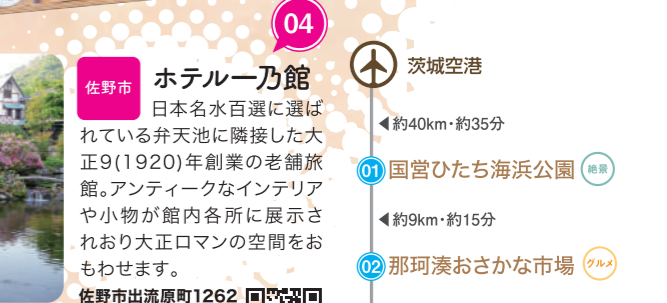 04
佐野市
ホテル一乃館
日本名水百選に選ば
れている弁天池に隣接した大
正9(1920)年創業の老舗旅
館。アンティークなインテリア
や小物が館内各所に展示さ
れおり大正ロマンの空間をお
もわせます。
佐野市出流原町1262
茨城空港
◀約40km・約35分
01 国営ひたち海浜公園 絶景
◀約9km・約15分
02 那珂湊おさかな市場 グルメ